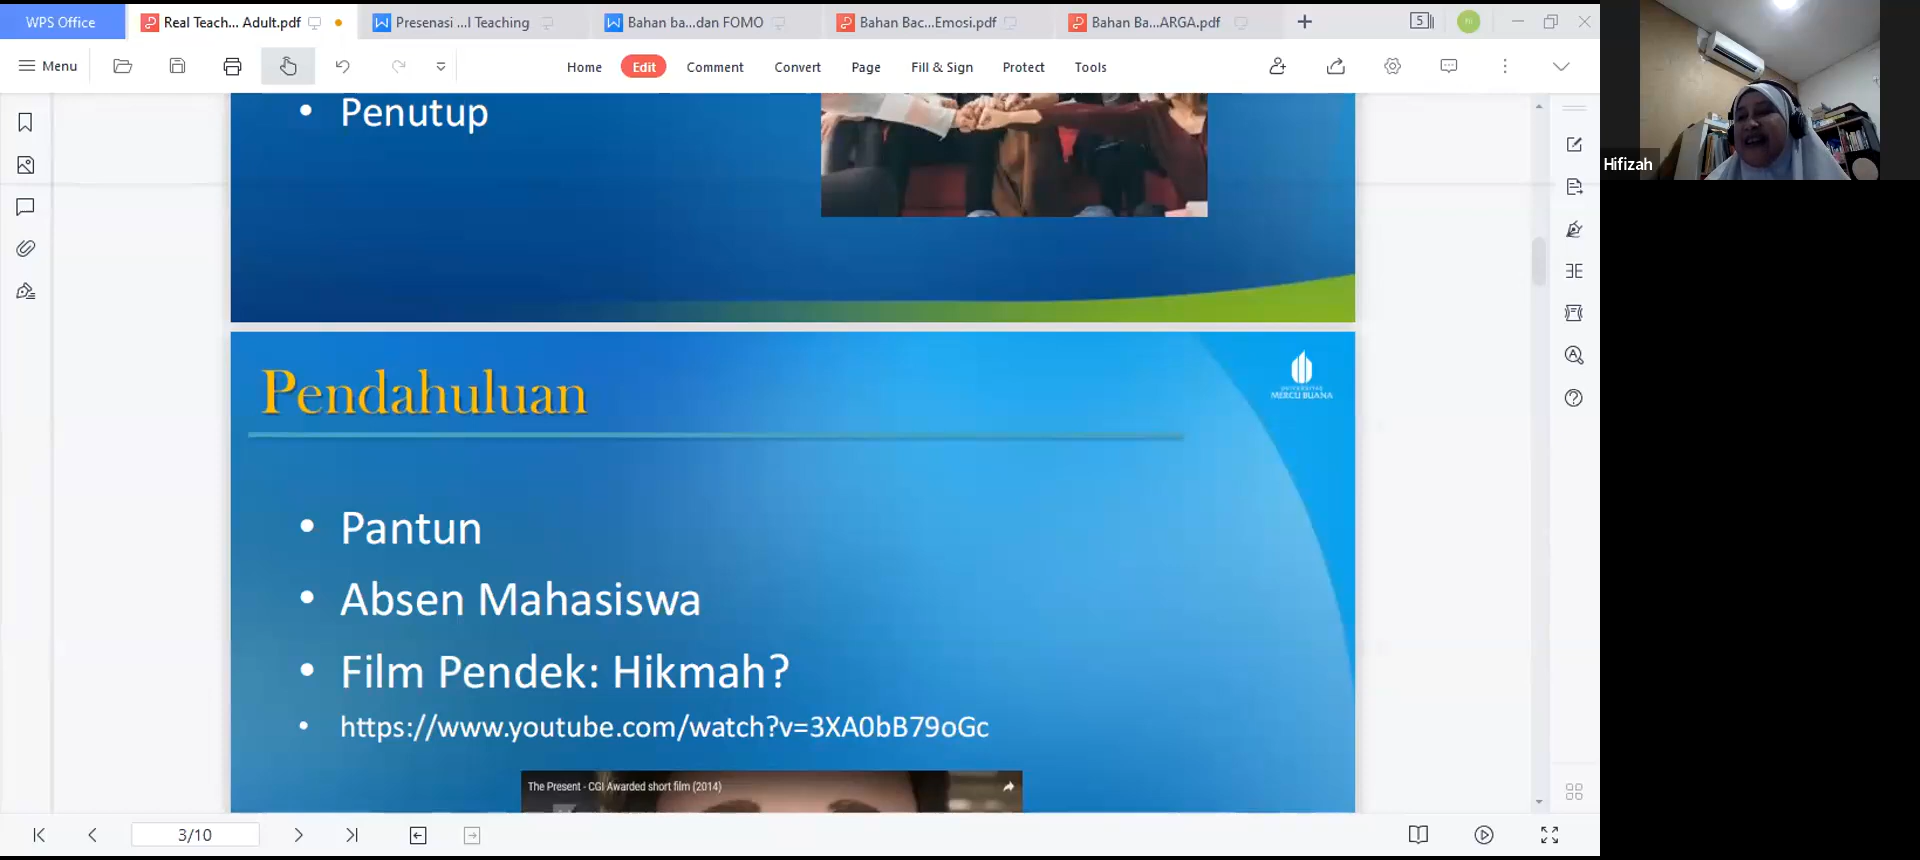 WPS Office
Real Teach... Adult.pdf
Presenasi ...l Teaching
Bahan ba...dan FOMO
Bahan Bac...Emosi.pdf
Bahan Ba...ARGA.pdf
5
Menu
Home
Edit
Comment
Convert
Page
Fill & Sign
Protect
Tools
• Penutup
Hifizah
Pendahuluan
UNIVERSITAS
MERCU BUANA
• Pantun
• Absen Mahasiswa
• Film Pendek: Hikmah?
• https://www.youtube.com/watch?v=3XA0bB79oGc
The Present - CGI Awarded short film (2014)
3/10